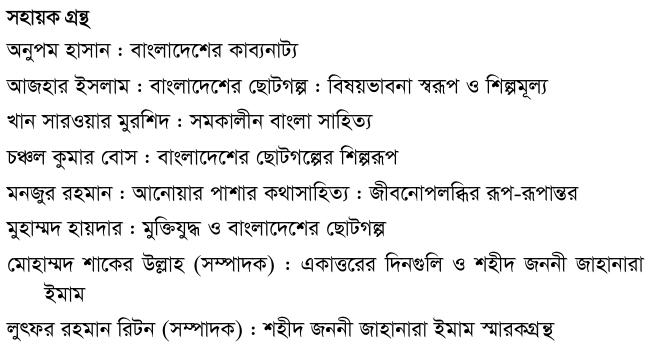 সহায়ক গ্রন্থ
অনুপম হাসান : বাংলাদেশের কাব্যনাট্য
আজহার ইসলাম : বাংলাদেশের ছোটগল্প : বিষয়ভাবনা স্বরূপ ও শিল্পমূল্য
খান সারওয়ার মুরশিদ : সমকালীন বাংলা সাহিত্য
চঞ্চল কুমার বোস : বাংলাদেশের ছোটগল্পের শিল্পরূপ
মনজুর রহমান : আনোয়ার পাশার কথাসাহিত্য : জীবনোপলব্ধির রূপ-রূপান্তর
মুহাম্মদ হায়দার : মুক্তিযুদ্ধ ও বাংলাদেশের ছোটগল্প
মোহাম্মদ শাকের উল্লাহ (সম্পাদক) : একাত্তরের দিনগুলি ও শহীদ জননী জাহানারা
ইমাম
লুৎফর রহমান রিটন (সম্পাদক) : শহীদ জননী জাহানারা ইমাম স্মারকগ্রন্থ